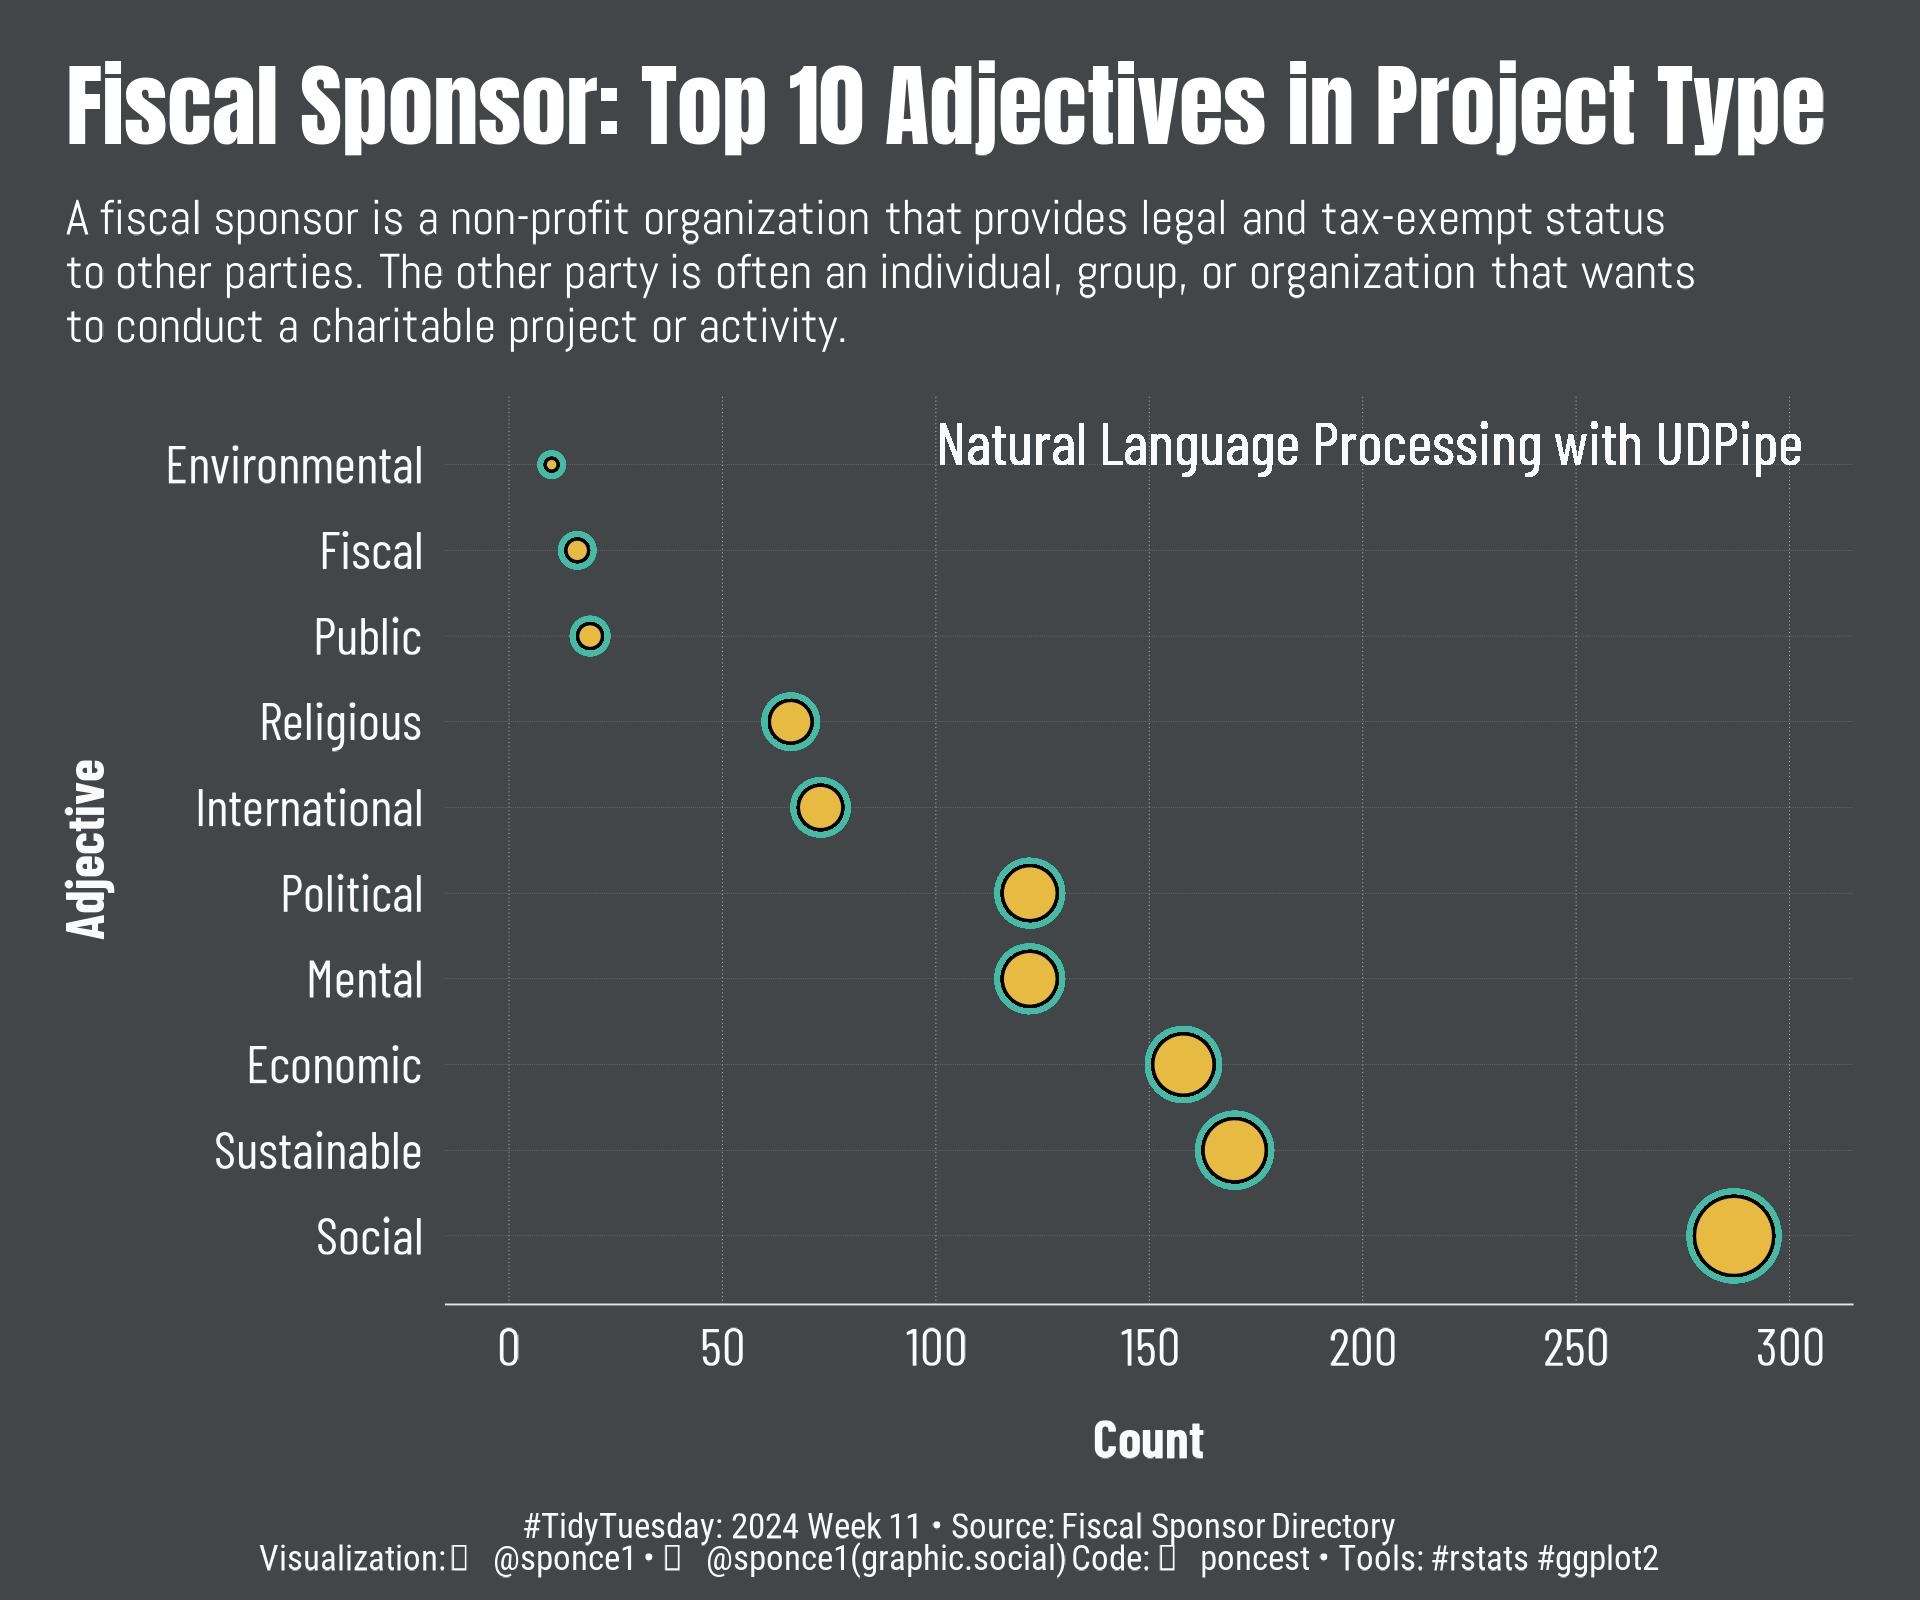 Fiscal Sponsor: Top 10 Adjectives in Project Type
A fiscal sponsor is a non-profit organization that provides legal and tax-exempt status
to other parties. The other party is often an individual, group, or organization that wants
to conduct a charitable project or activity.
Natural Language Processing with UDPipe
Environmental
Fiscal
Public
Religious
International
Political
Mental
Economic
Sustainable
Social
Adjective
0 50 100 150 200 250 300
Count
#TidyTuesday: 2024 Week 11 • Source: Fiscal Sponsor Directory
Visualization: @sponce1 • @sponce1(graphic.social) Code: poncest • Tools: #rstats #ggplot2